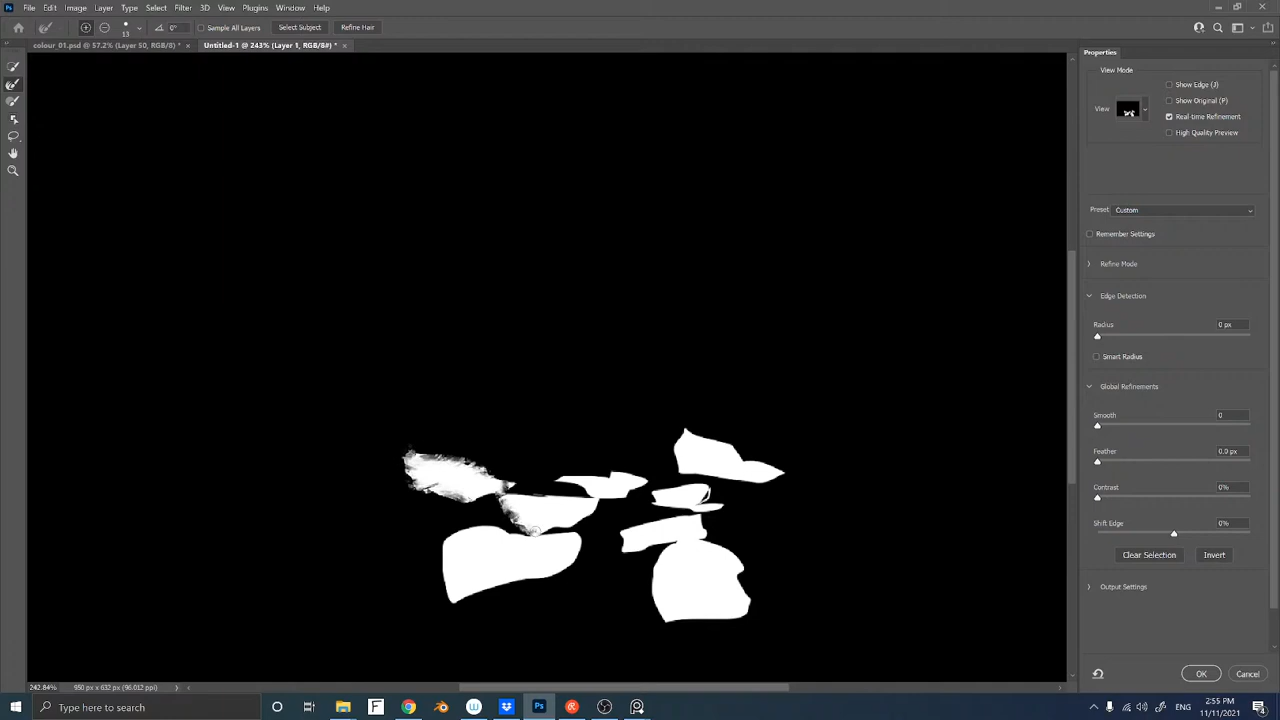 File Edit Image Layer Type Select Filter 3D View Plugins Window Help
13 0° Sample All Layers Select Subject Refine Hair
colour_01.psd @ 57.2% (Layer 50, RGB/8) * × Untitled-1 @ 243% (Layer 1, RGB/8#) * ×
Properties
View Mode
Show Edge (J)
View
Show Original (P)
Real-time Refinement
High Quality Preview
Preset: Custom
Remember Settings
Refine Mode
Edge Detection
Radius 0 px
Smart Radius
Global Refinements
Smooth 0
Feather 0.0 px
Contrast 0%
Shift Edge 0%
Clear Selection Invert
Output Settings
OK Cancel
242.84% 950 px x 632 px (96.012 ppi)
Type here to search
ENG 2:55 PM
11/11/2021